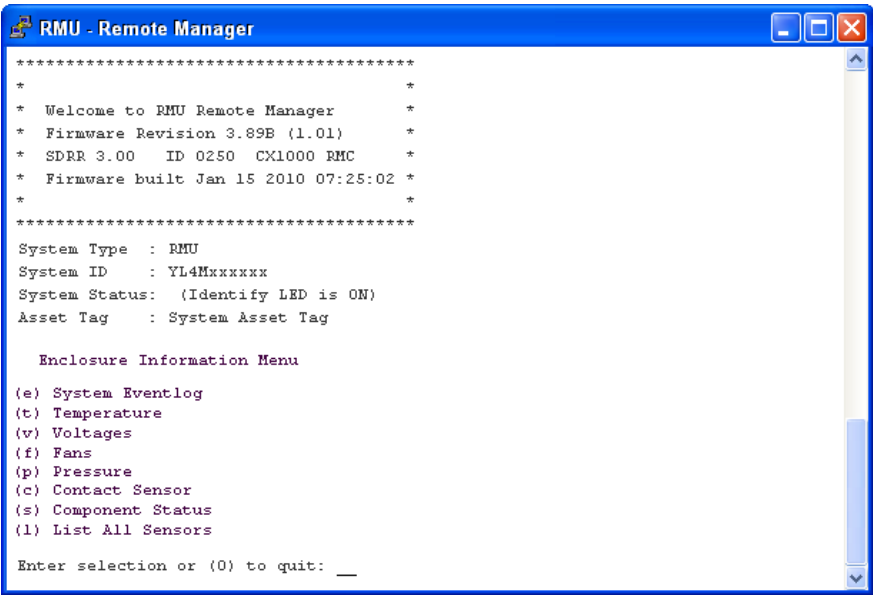 RMU - Remote Manager
****************************************
* *
* Welcome to RMU Remote Manager *
* Firmware Revision 3.89B (1.01) *
* SDRR 3.00 ID 0250 CX1000 RMC *
* Firmware built Jan 15 2010 07:25:02 *
* *
****************************************
System Type : RMU
System ID : YL4Mxxxxxx
System Status: (Identify LED is ON)
Asset Tag : System Asset Tag
Enclosure Information Menu
(e) System Eventlog
(t) Temperature
(v) Voltages
(f) Fans
(p) Pressure
(c) Contact Sensor
(s) Component Status
(l) List All Sensors
Enter selection or (0) to quit: __